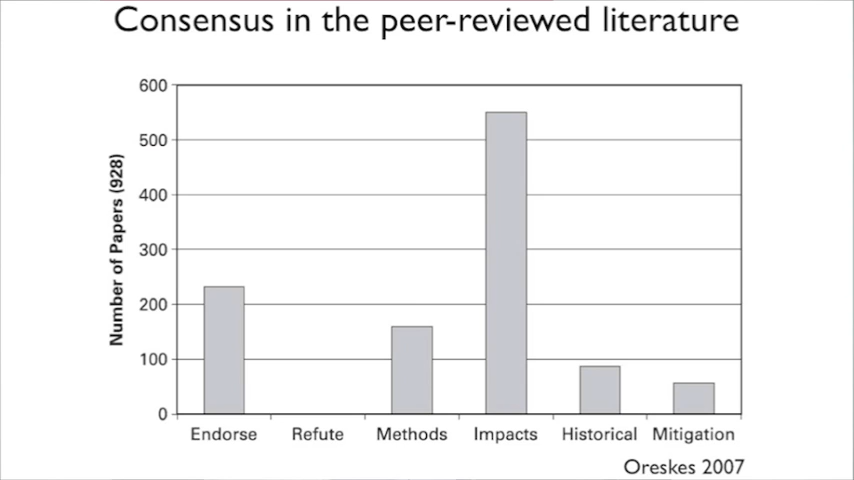 Consensus in the peer-reviewed literature
Number of Papers (928)
600
500
400
300
200
100
0
Endorse Refute Methods Impacts Historical Mitigation
Oreskes 2007